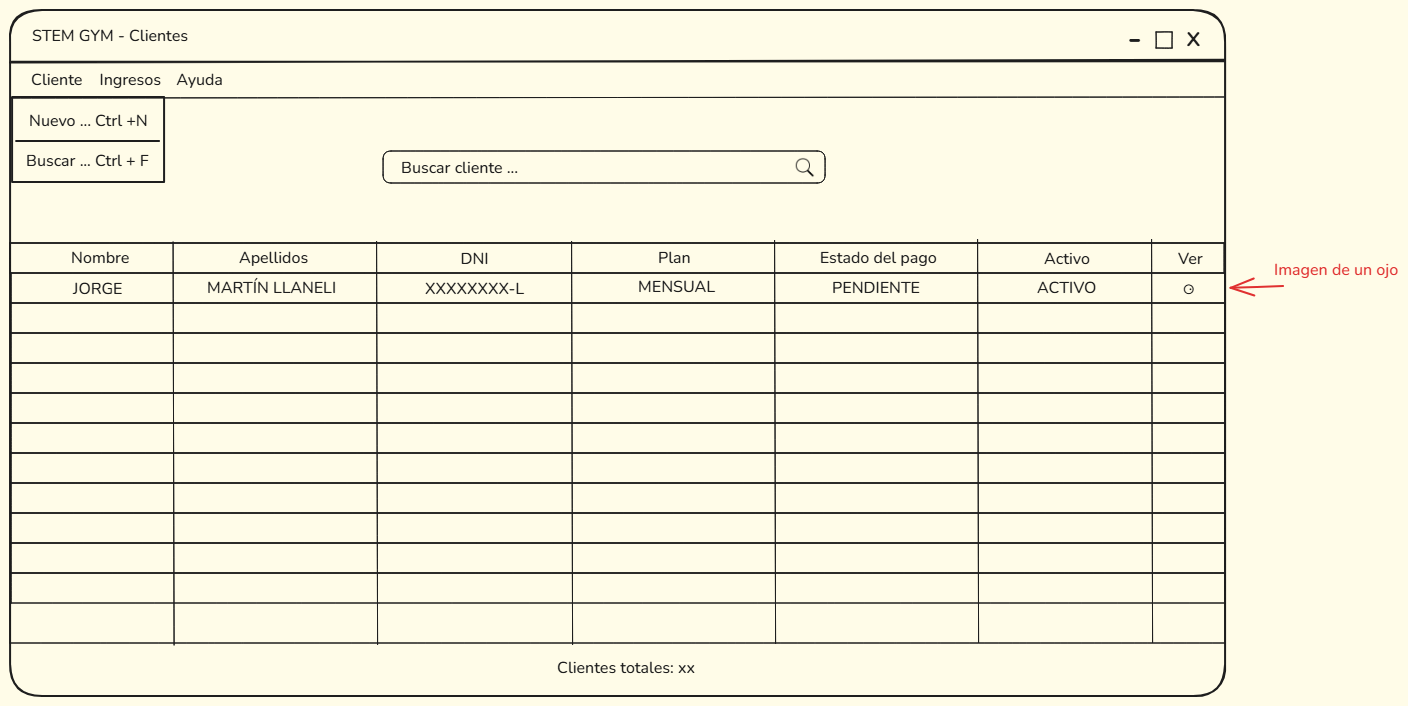 STEM GYM - Clientes
Cliente Ingresos Ayuda
Nuevo ... Ctrl +N
Buscar ... Ctrl + F
Buscar cliente ...
Nombre Apellidos DNI Plan Estado del pago Activo Ver
Imagen de un ojo
JORGE MARTÍN LLANELI XXXXXXXX-L MENSUAL PENDIENTE ACTIVO
Clientes totales: xx